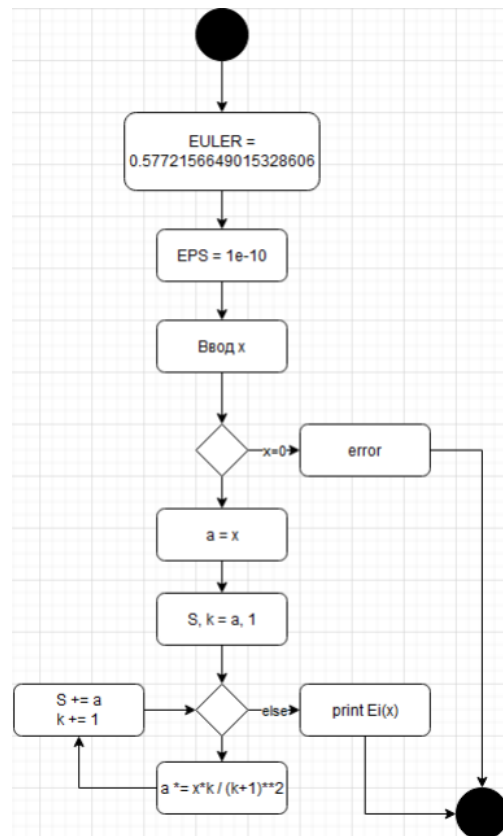 EULER =
0.5772156649015328606
EPS = 1e-10
Ввод x
x=0
error
a = x
S, k = a, 1
S += a
k += 1
else
print Ei(x)
a *= x*k / (k+1)**2